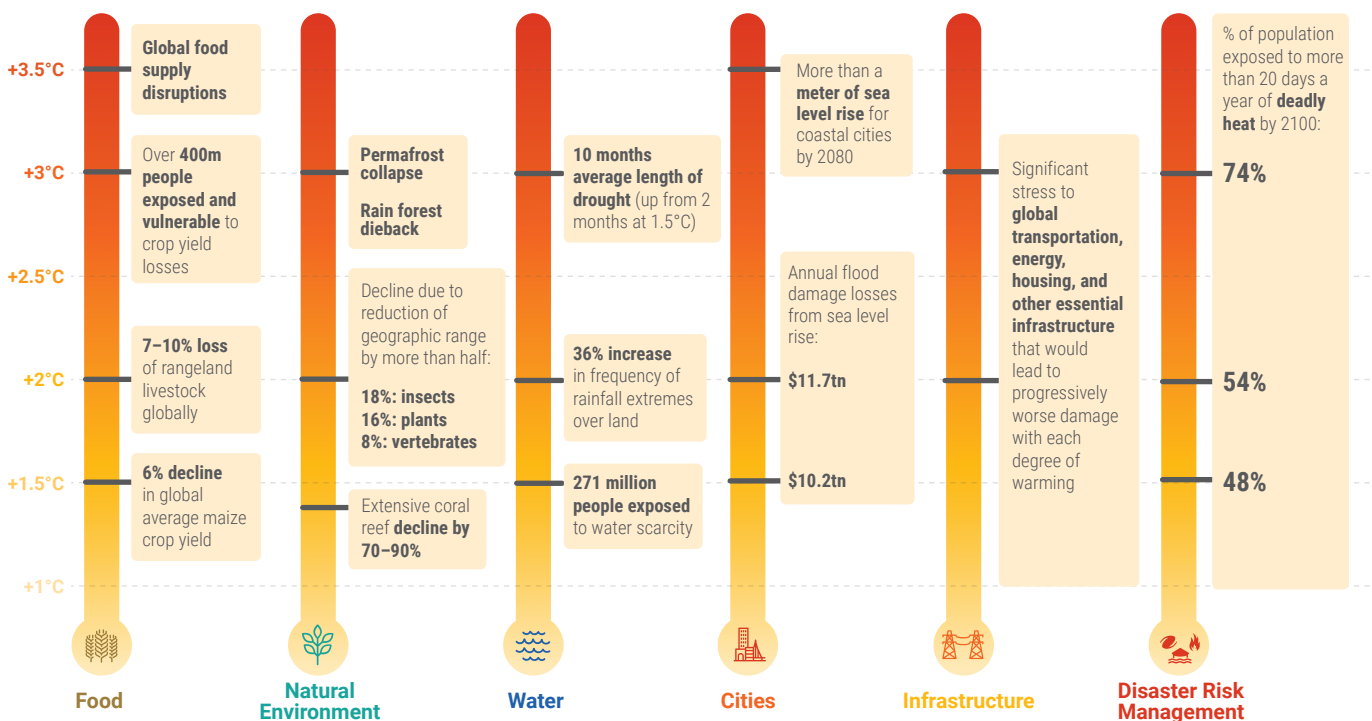 +3.5°C
+3°C
+2.5°C
+2°C
+1.5°C
+1°C
Global food
supply
disruptions
Over 400m
people
exposed and
vulnerable to
crop yield
losses
7–10% loss
of rangeland
livestock
globally
6% decline
in global
average maize
crop yield
Food
Permafrost
collapse
Rain forest
dieback
Decline due to
reduction of
geographic range
by more than half:
18%: insects
16%: plants
8%: vertebrates
Extensive coral
reef decline by
70–90%
Natural
Environment
10 months
average length of
drought (up from 2
months at 1.5°C)
36% increase
in frequency of
rainfall extremes
over land
271 million
people exposed
to water scarcity
Water
More than a
meter of sea
level rise for
coastal cities
by 2080
Annual flood
damage losses
from sea level
rise:
$11.7tn
$10.2tn
Cities
Significant
stress to
global
transportation,
energy,
housing, and
other essential
infrastructure
that would
lead to
progressively
worse damage
with each
degree of
warming
Infrastructure
% of population
exposed to more
than 20 days a
year of deadly
heat by 2100:
74%
54%
48%
Disaster Risk
Management